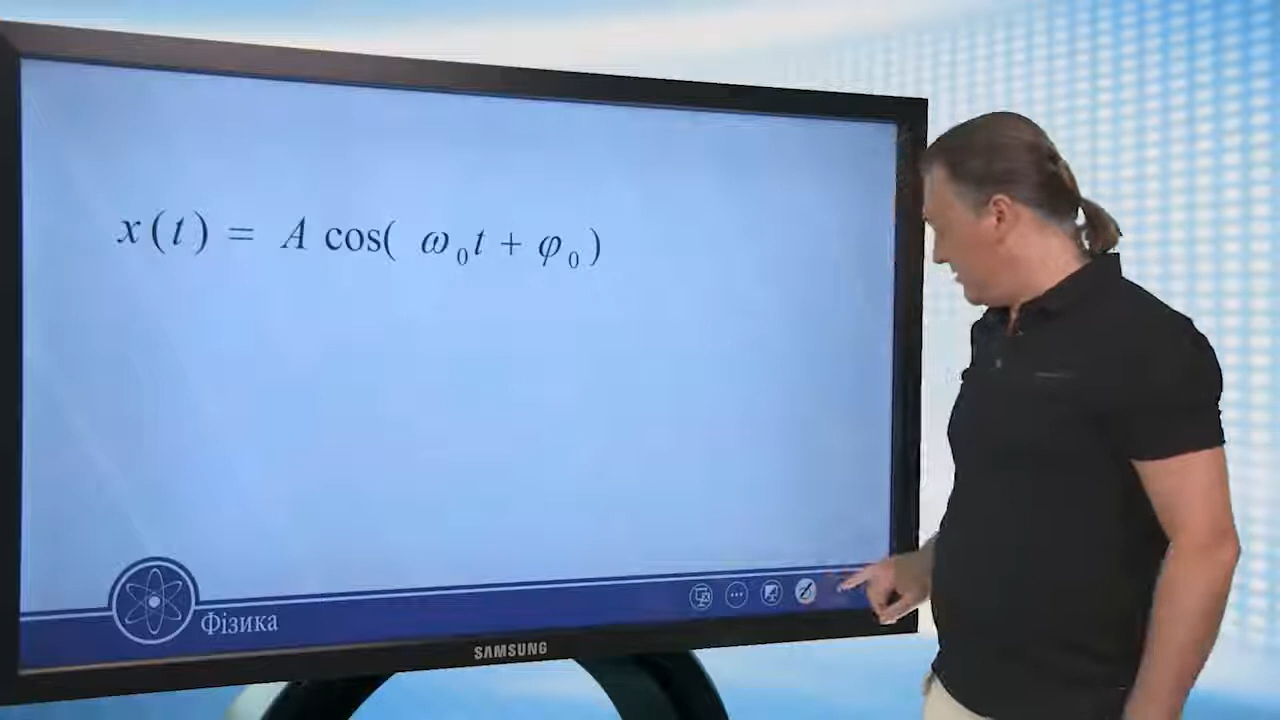 x(t) = A cos( ω₀t + φ₀)
Фізика
SAMSUNG